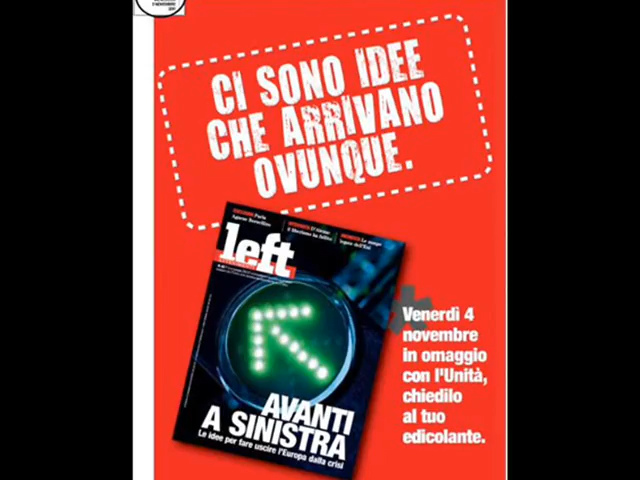 CI SONO IDEE
CHE ARRIVANO
OVUNQUE.
left
AVANTI
A SINISTRA
Le idee per fare uscire l'Europa dalla crisi
Venerdì 4
novembre
in omaggio
con l'Unità,
chiedilo
al tuo
edicolante.